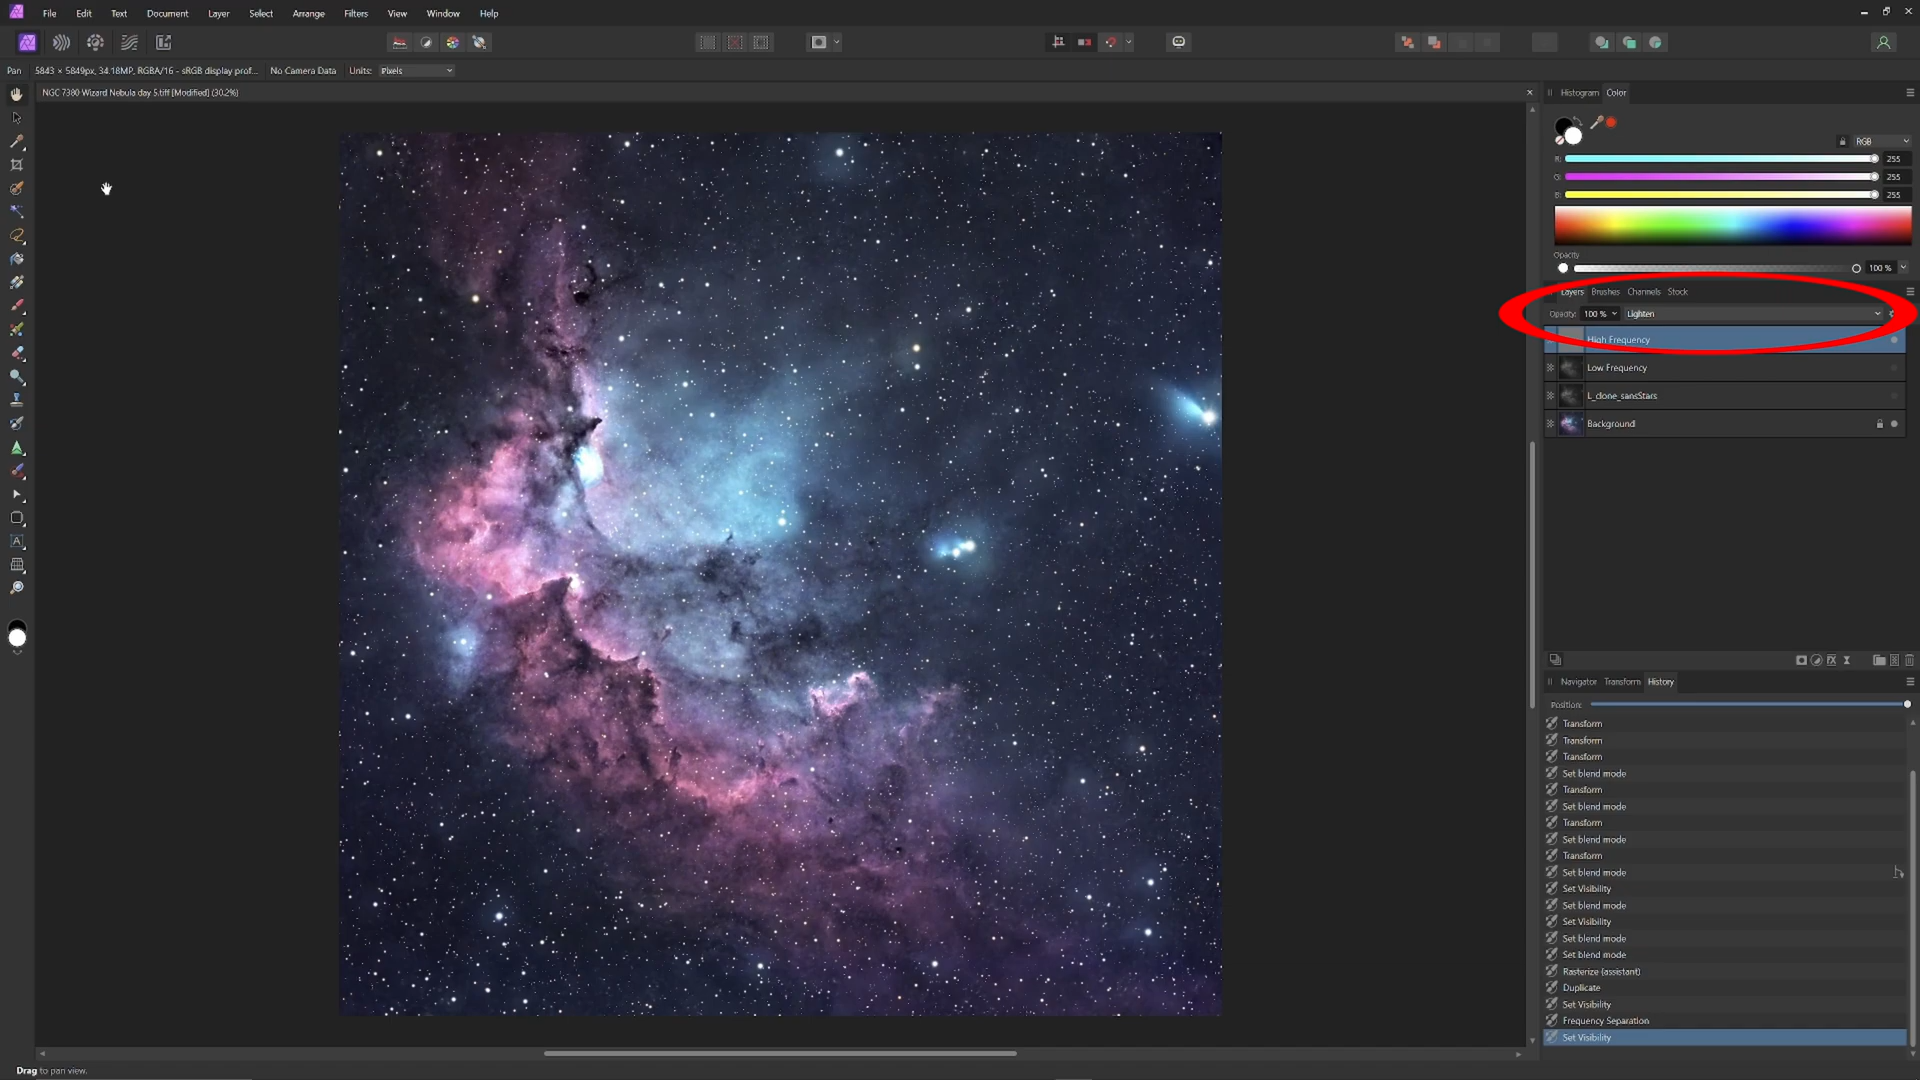 File Edit Text Document Layer Select Arrange Filters View Window Help
Pan 5843 × 5849px, 34.18MP, RGBA/16 - sRGB display prof... No Camera Data Units: Pixels
NGC 7380 Wizard Nebula day 5.tiff [Modified] (30.2%)
Histogram Color
RGB
R: 255
G: 255
B: 255
Opacity
100 %
Layers Brushes Channels Stock
Opacity: 100 % Lighten
High Frequency
Low Frequency
L_clone_sansStars
Background
Navigator Transform History
Position:
Transform
Transform
Transform
Set blend mode
Transform
Set blend mode
Transform
Set blend mode
Transform
Set blend mode
Set Visibility
Set blend mode
Set Visibility
Set blend mode
Set blend mode
Rasterize (assistant)
Duplicate
Set Visibility
Frequency Separation
Set Visibility
Drag to pan view.